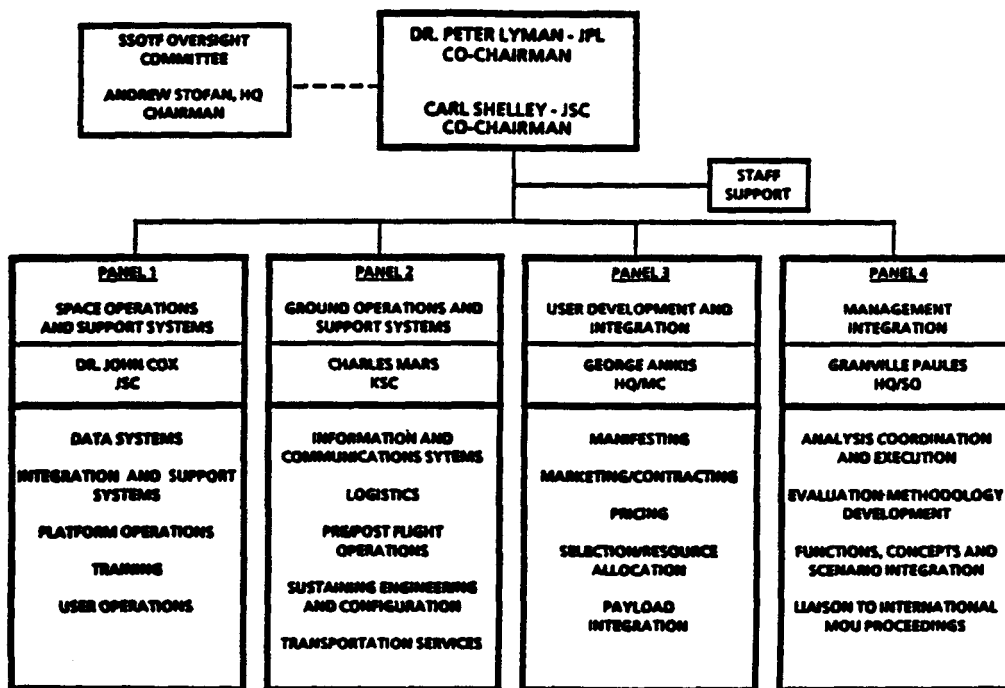 SSOTF OVERSIGHT
COMMITTEE
ANDREW STOFAN, HQ
CHAIRMAN
DR. PETER LYMAN - JPL
CO-CHAIRMAN
CARL SHELLEY - JSC
CO-CHAIRMAN
STAFF
SUPPORT
PANEL 1
SPACE OPERATIONS
AND SUPPORT SYSTEMS
DR. JOHN COX
JSC
DATA SYSTEMS
INTEGRATION AND SUPPORT
SYSTEMS
PLATFORM OPERATIONS
TRAINING
USER OPERATIONS
PANEL 2
GROUND OPERATIONS AND
SUPPORT SYSTEMS
CHARLES MARS
KSC
INFORMATION AND
COMMUNICATIONS SYTEMS
LOGISTICS
PRE/POST FLIGHT
OPERATIONS
SUSTAINING ENGINEERING
AND CONFIGURATION
TRANSPORTATION SERVICES
PANEL 3
USER DEVELOPMENT AND
INTEGRATION
GEORGE ANIKIS
HQ/MC
MANIFESTING
MARKETING/CONTRACTING
PRICING
SELECTION/RESOURCE
ALLOCATION
PAYLOAD
INTEGRATION
PANEL 4
MANAGEMENT
INTEGRATION
GRANVILLE PAULES
HQ/SO
ANALYSIS COORDINATION
AND EXECUTION
EVALUATION-METHODOLOGY
DEVELOPMENT
FUNCTIONS, CONCEPTS AND
SCENARIO INTEGRATION
LIAISON TO INTERNATIONAL
MOU PROCEEDINGS